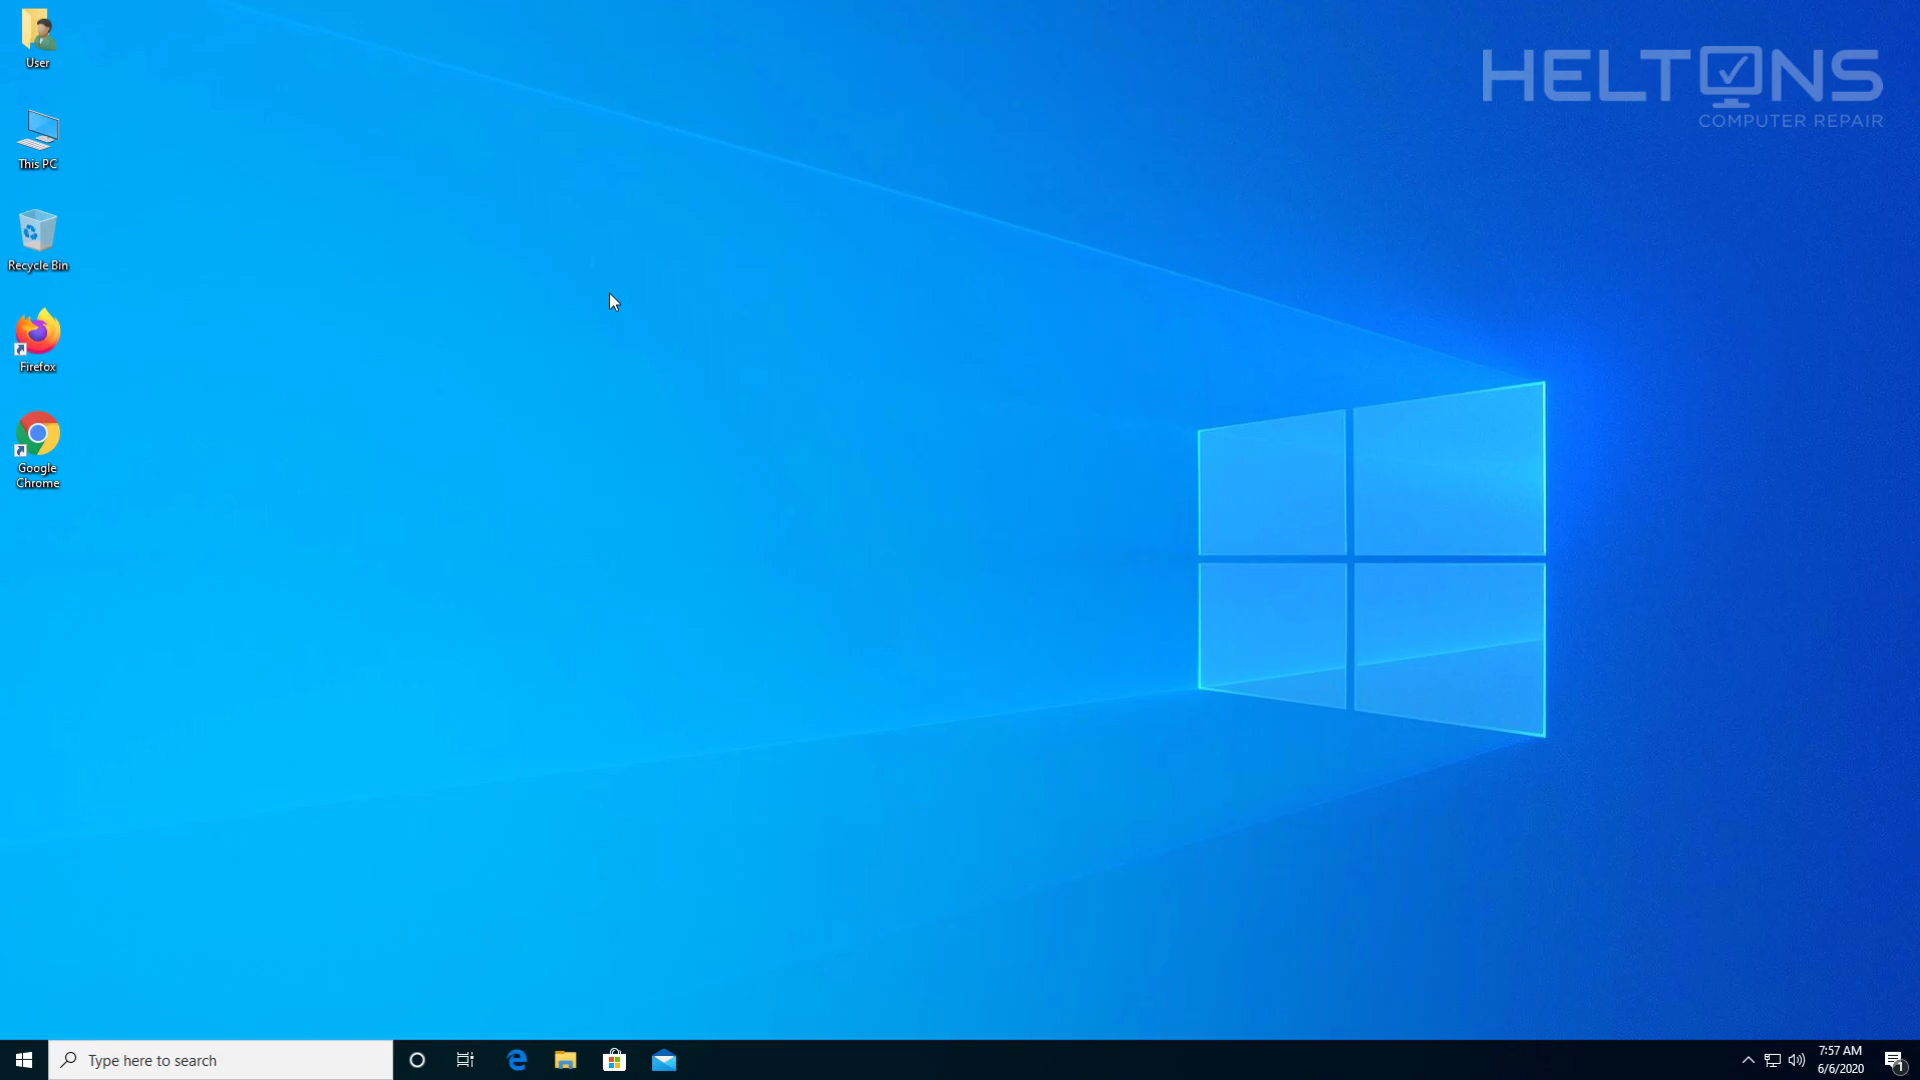 User
HELTONS
COMPUTER REPAIR
This PC
Recycle Bin
Firefox
Google
Chrome
Type here to search
7:57 AM
6/6/2020
1